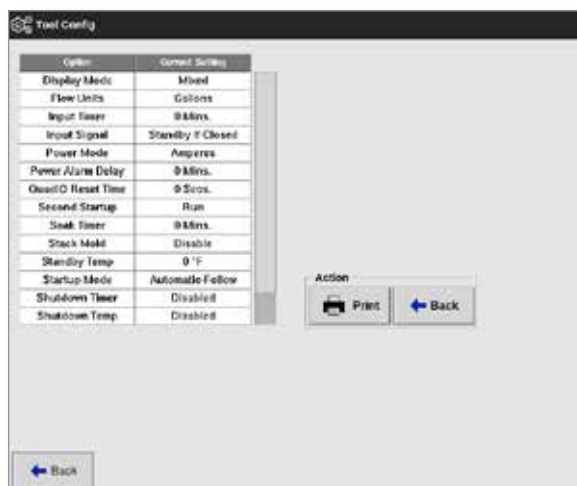 Tool Config
Option Current Setting
Display Mode Mixed
Flow Units Gallons
Input Timer 0 Mins.
Input Signal Standby If Closed
Power Mode Amperes
Power Alarm Delay 0 Mins.
QuadIO Reset Time 0 Secs.
Second Startup Run
Soak Timer 0 Mins.
Stack Mold Disable
Standby Temp 0 °F
Startup Mode Automatic-Follow
Shutdown Timer Disabled
Shutdown Temp Disabled
Action
Print Back
Back